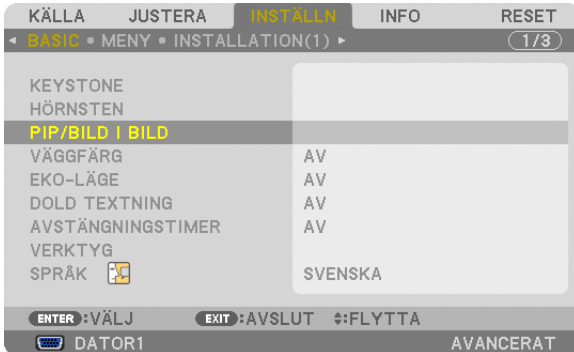 KÄLLA JUSTERA INSTÄLLN INFO RESET
BASIC • MENY • INSTALLATION(1) 1/3
KEYSTONE
HÖRNSTEN
PIP/BILD I BILD
VÄGGFÄRG AV
EKO-LÄGE AV
DOLD TEXTNING AV
AVSTÄNGNINGSTIMER AV
VERKTYG
SPRÅK SVENSKA
ENTER :VÄLJ EXIT :AVSLUT :FLYTTA
DATOR1 AVANCERAT